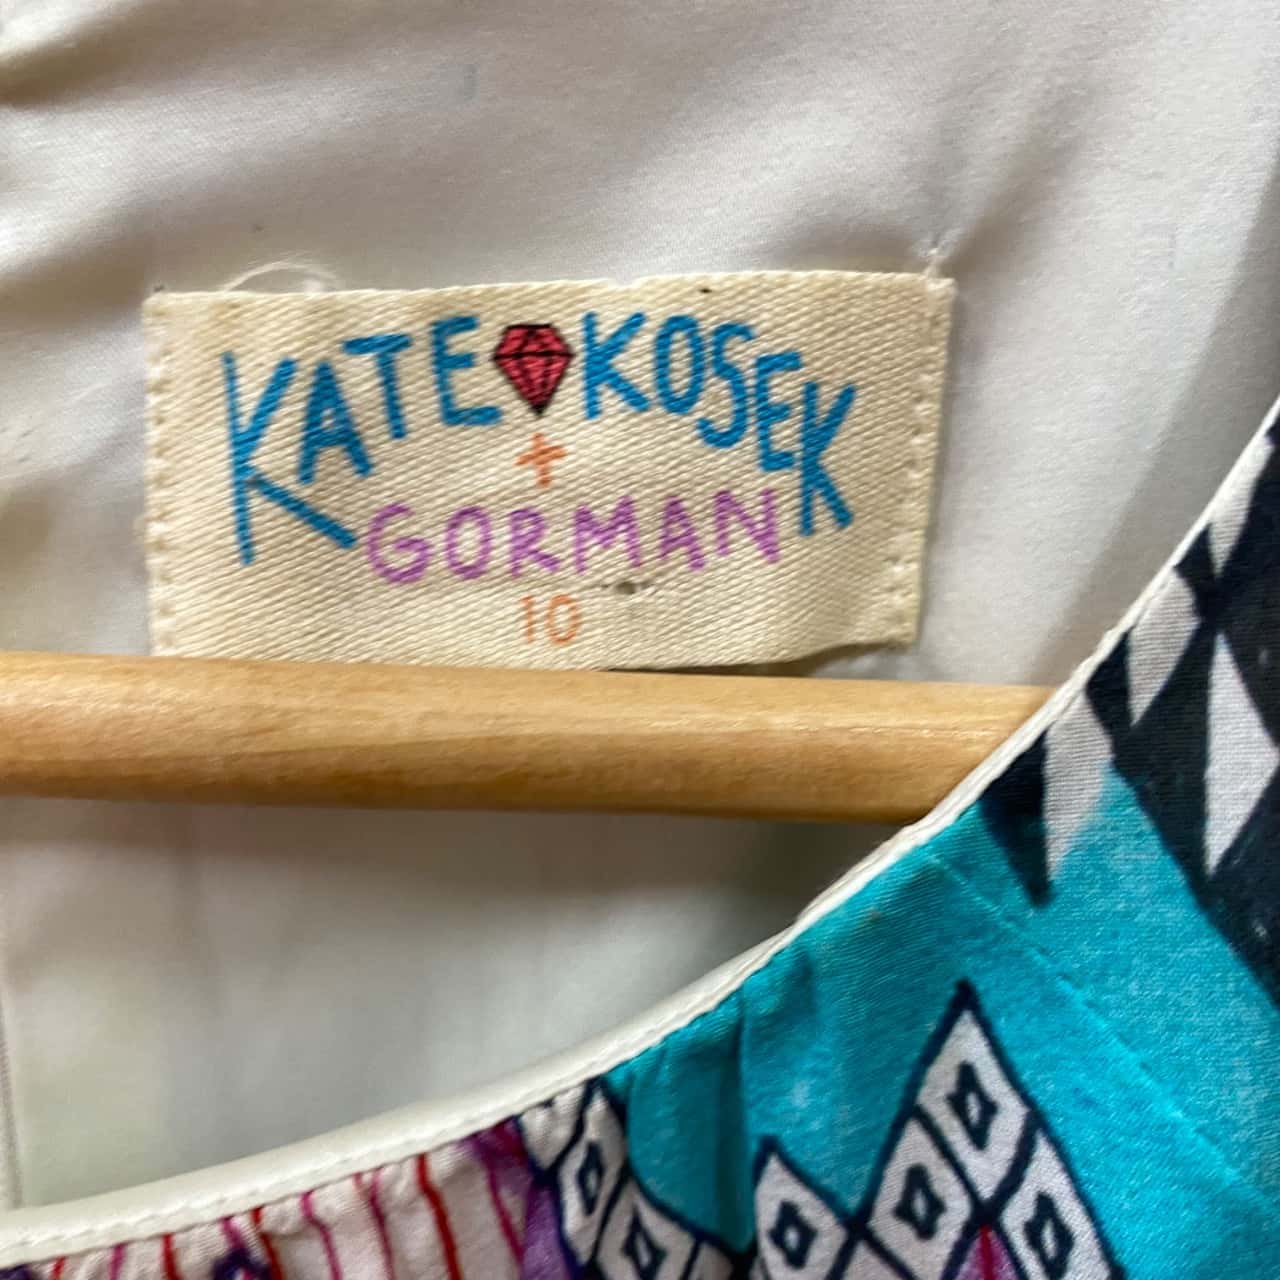 KATE KOSEK
+
GORMAN
10